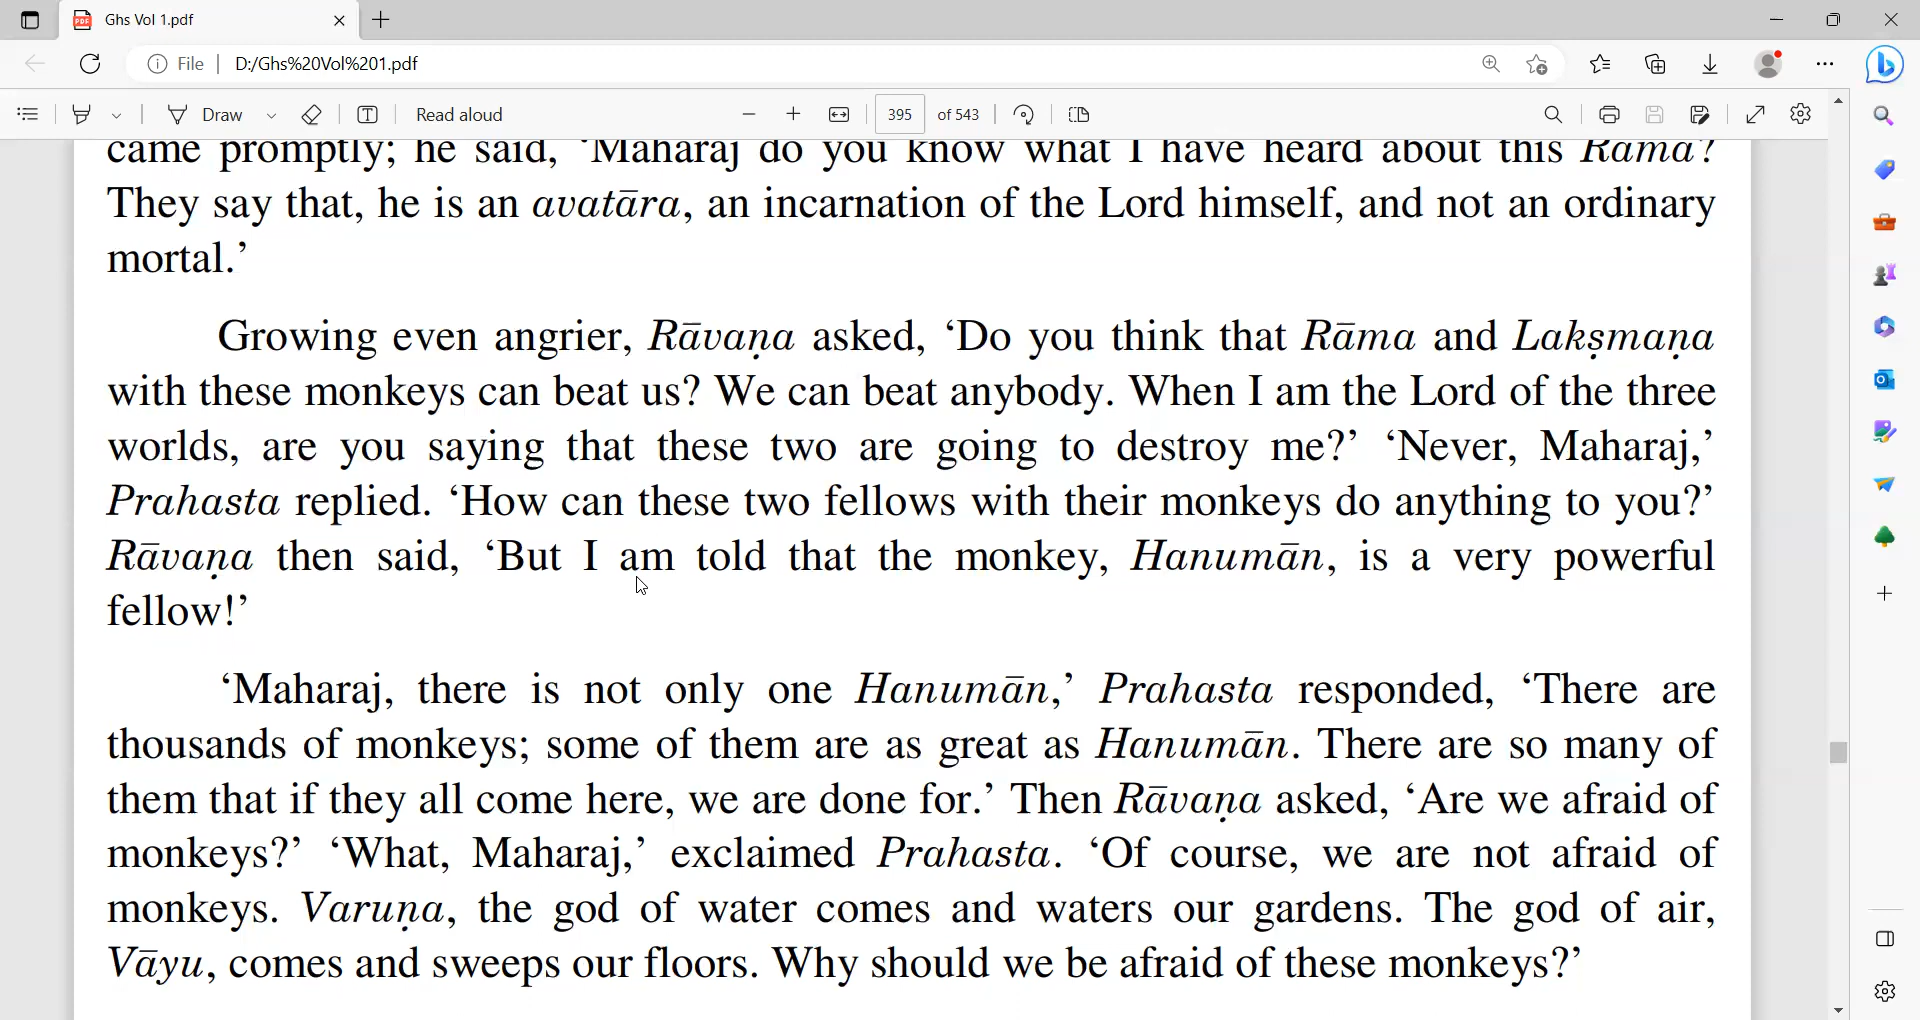 Ghs Vol 1.pdf
File | D:/Ghs%20Vol%201.pdf
Draw Read aloud 395 of 543
came promptly; he said, ‘Maharaj do you know what I have heard about this Rāma?
They say that, he is an avatāra, an incarnation of the Lord himself, and not an ordinary
mortal.’
Growing even angrier, Rāvaṇa asked, ‘Do you think that Rāma and Lakṣmaṇa
with these monkeys can beat us? We can beat anybody. When I am the Lord of the three
worlds, are you saying that these two are going to destroy me?’ ‘Never, Maharaj,’
Prahasta replied. ‘How can these two fellows with their monkeys do anything to you?’
Rāvaṇa then said, ‘But I am told that the monkey, Hanumān, is a very powerful
fellow!’
‘Maharaj, there is not only one Hanumān,’ Prahasta responded, ‘There are
thousands of monkeys; some of them are as great as Hanumān. There are so many of
them that if they all come here, we are done for.’ Then Rāvaṇa asked, ‘Are we afraid of
monkeys?’ ‘What, Maharaj,’ exclaimed Prahasta. ‘Of course, we are not afraid of
monkeys. Varuṇa, the god of water comes and waters our gardens. The god of air,
Vāyu, comes and sweeps our floors. Why should we be afraid of these monkeys?’